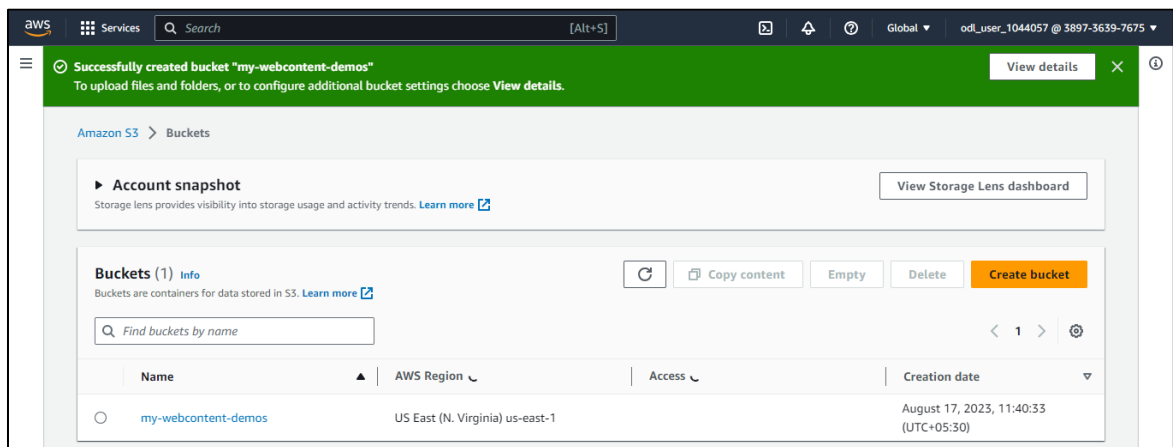 aws
Services
Search
[Alt+S]
Global
odl_user_1044057 @ 3897-3639-7675
Successfully created bucket "my-webcontent-demos"
To upload files and folders, or to configure additional bucket settings choose View details.
View details
Amazon S3 > Buckets
Account snapshot
Storage lens provides visibility into storage usage and activity trends. Learn more
View Storage Lens dashboard
Buckets (1) Info
Buckets are containers for data stored in S3. Learn more
Copy content
Empty
Delete
Create bucket
Find buckets by name
1
Name
AWS Region
Access
Creation date
my-webcontent-demos
US East (N. Virginia) us-east-1
August 17, 2023, 11:40:33
(UTC+05:30)